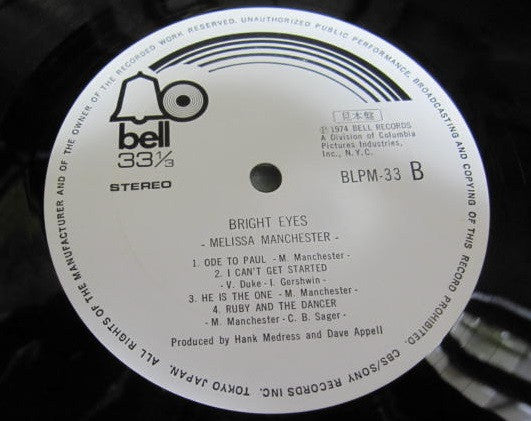 ALL RIGHTS OF THE MANUFACTURER AND OF THE OWNER OF THE RECORDED WORK RESERVED. UNAUTHORIZED PUBLIC PERFORMANCE, BROADCASTING AND COPYING OF THIS RECORD PROHIBITED. CBS/SONY RECORDS INC. TOKYO JAPAN.
bell
33⅓
STEREO
見本盤
Ⓟ 1974 BELL RECORDS
A Division of Columbia
Pictures Industries,
Inc., N.Y.C.
BLPM-33 B
BRIGHT EYES
- MELISSA MANCHESTER -
1. ODE TO PAUL - M. Manchester -
2. I CAN'T GET STARTED
- V. Duke - I. Gershwin -
3. HE IS THE ONE - M. Manchester -
4. RUBY AND THE DANCER
- M. Manchester - C. B. Sager -
Produced by Hank Medress and Dave Appell